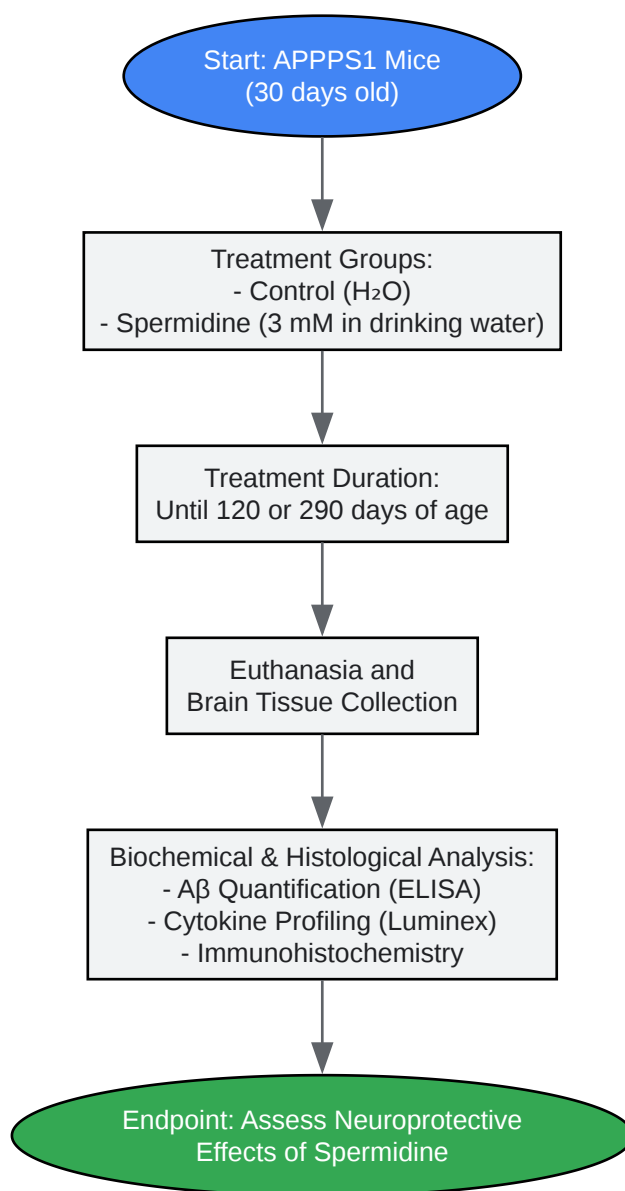 Start: APPPS1 Mice
(30 days old)
Treatment Groups:
- Control (H₂O)
- Spermidine (3 mM in drinking water)
Treatment Duration:
Until 120 or 290 days of age
Euthanasia and
Brain Tissue Collection
Biochemical & Histological Analysis:
- Aβ Quantification (ELISA)
- Cytokine Profiling (Luminex)
- Immunohistochemistry
Endpoint: Assess Neuroprotective
Effects of Spermidine